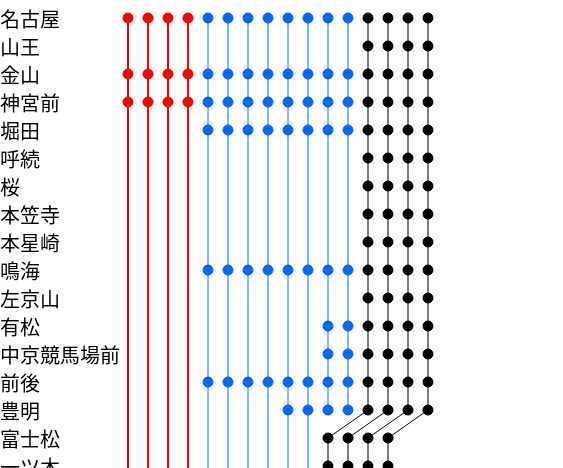 名古屋
山王
金山
神宮前
堀田
呼続
桜
本笠寺
本星崎
鳴海
左京山
有松
中京競馬場前
前後
豊明
富士松
一ツ木